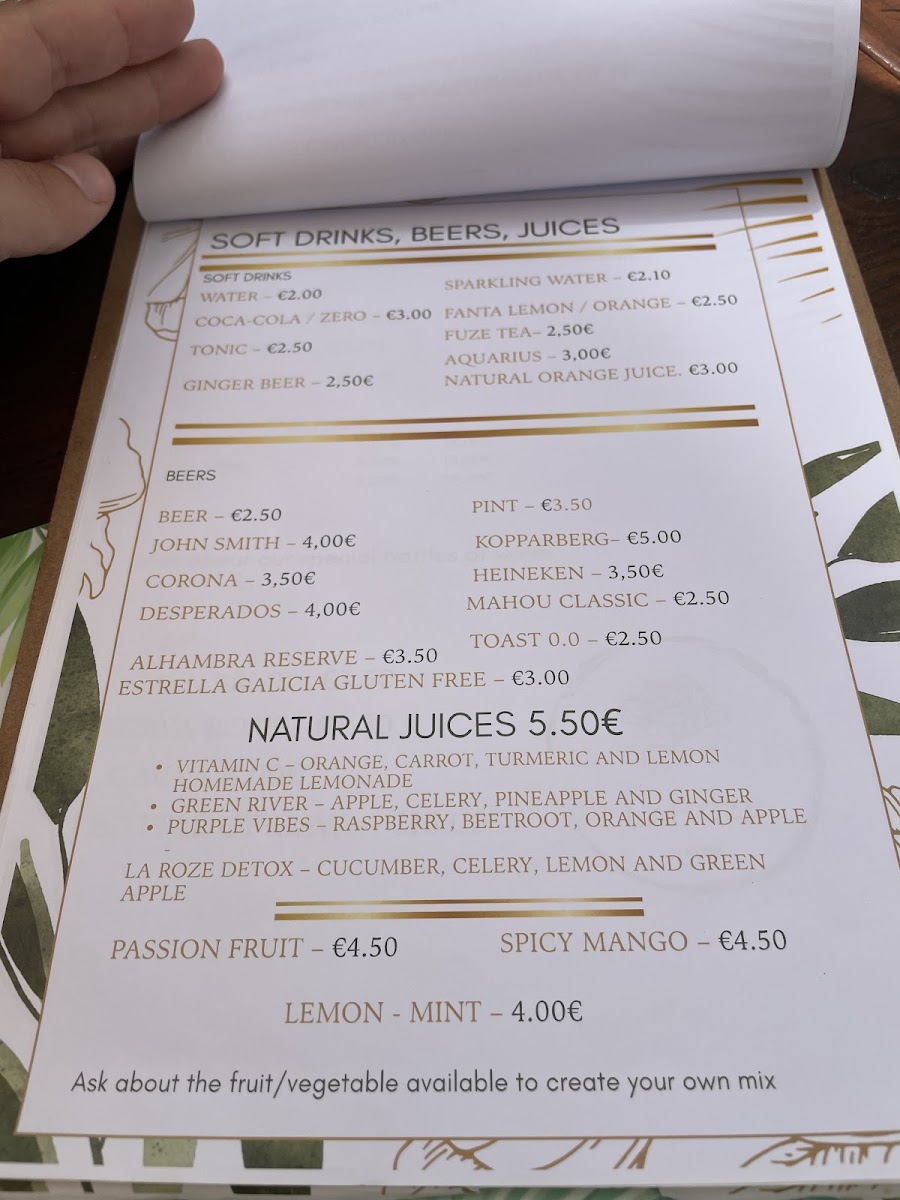 SOFT DRINKS, BEERS, JUICES
SOFT DRINKS
WATER – €2.00
COCA-COLA / ZERO – €3.00
TONIC – €2.50
GINGER BEER – 2,50€
SPARKLING WATER – €2.10
FANTA LEMON / ORANGE – €2.50
FUZE TEA– 2,50€
AQUARIUS – 3,00€
NATURAL ORANGE JUICE. €3.00
BEERS
BEER – €2.50
JOHN SMITH – 4,00€
CORONA – 3,50€
DESPERADOS – 4,00€
ALHAMBRA RESERVE – €3.50
ESTRELLA GALICIA GLUTEN FREE – €3.00
PINT – €3.50
KOPPARBERG– €5.00
HEINEKEN – 3,50€
MAHOU CLASSIC – €2.50
TOAST 0.0 – €2.50
NATURAL JUICES 5.50€
• VITAMIN C – ORANGE, CARROT, TURMERIC AND LEMON
HOMEMADE LEMONADE
• GREEN RIVER – APPLE, CELERY, PINEAPPLE AND GINGER
• PURPLE VIBES – RASPBERRY, BEETROOT, ORANGE AND APPLE
-
LA ROZE DETOX – CUCUMBER, CELERY, LEMON AND GREEN
APPLE
PASSION FRUIT – €4.50
SPICY MANGO – €4.50
LEMON - MINT – 4.00€
Ask about the fruit/vegetable available to create your own mix